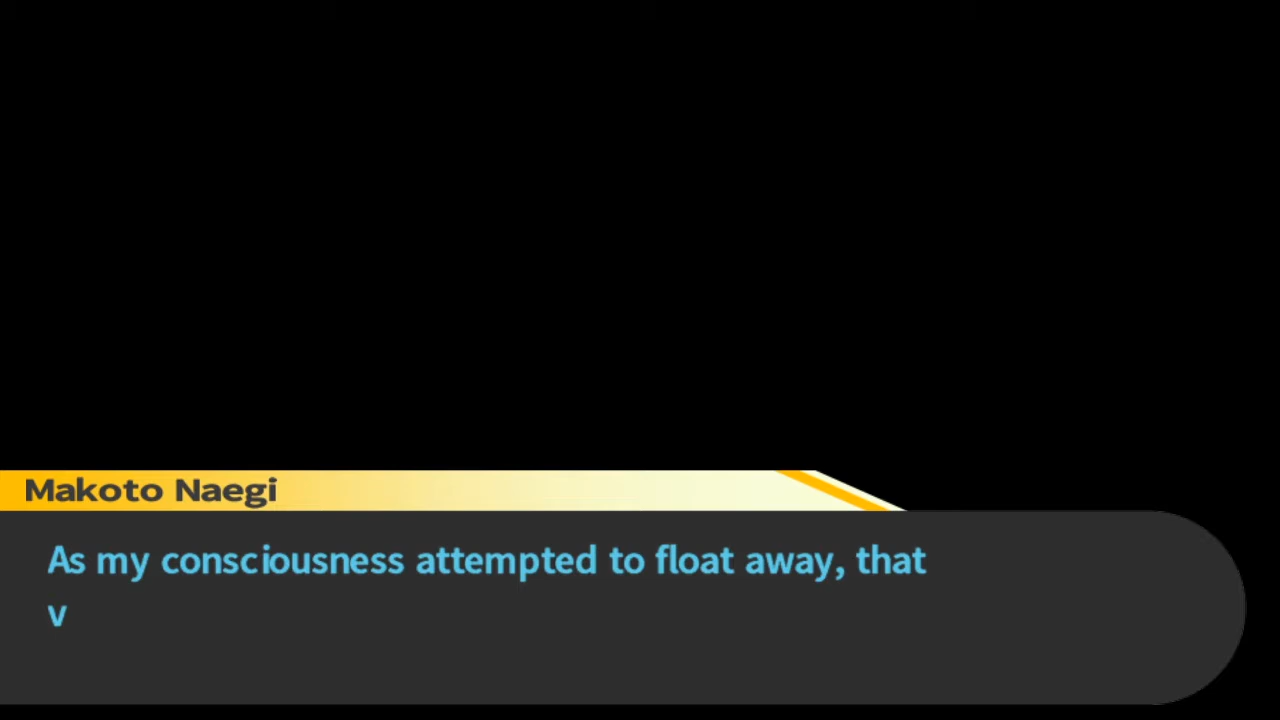 Makoto Naegi
As my consciousness attempted to float away, that
v